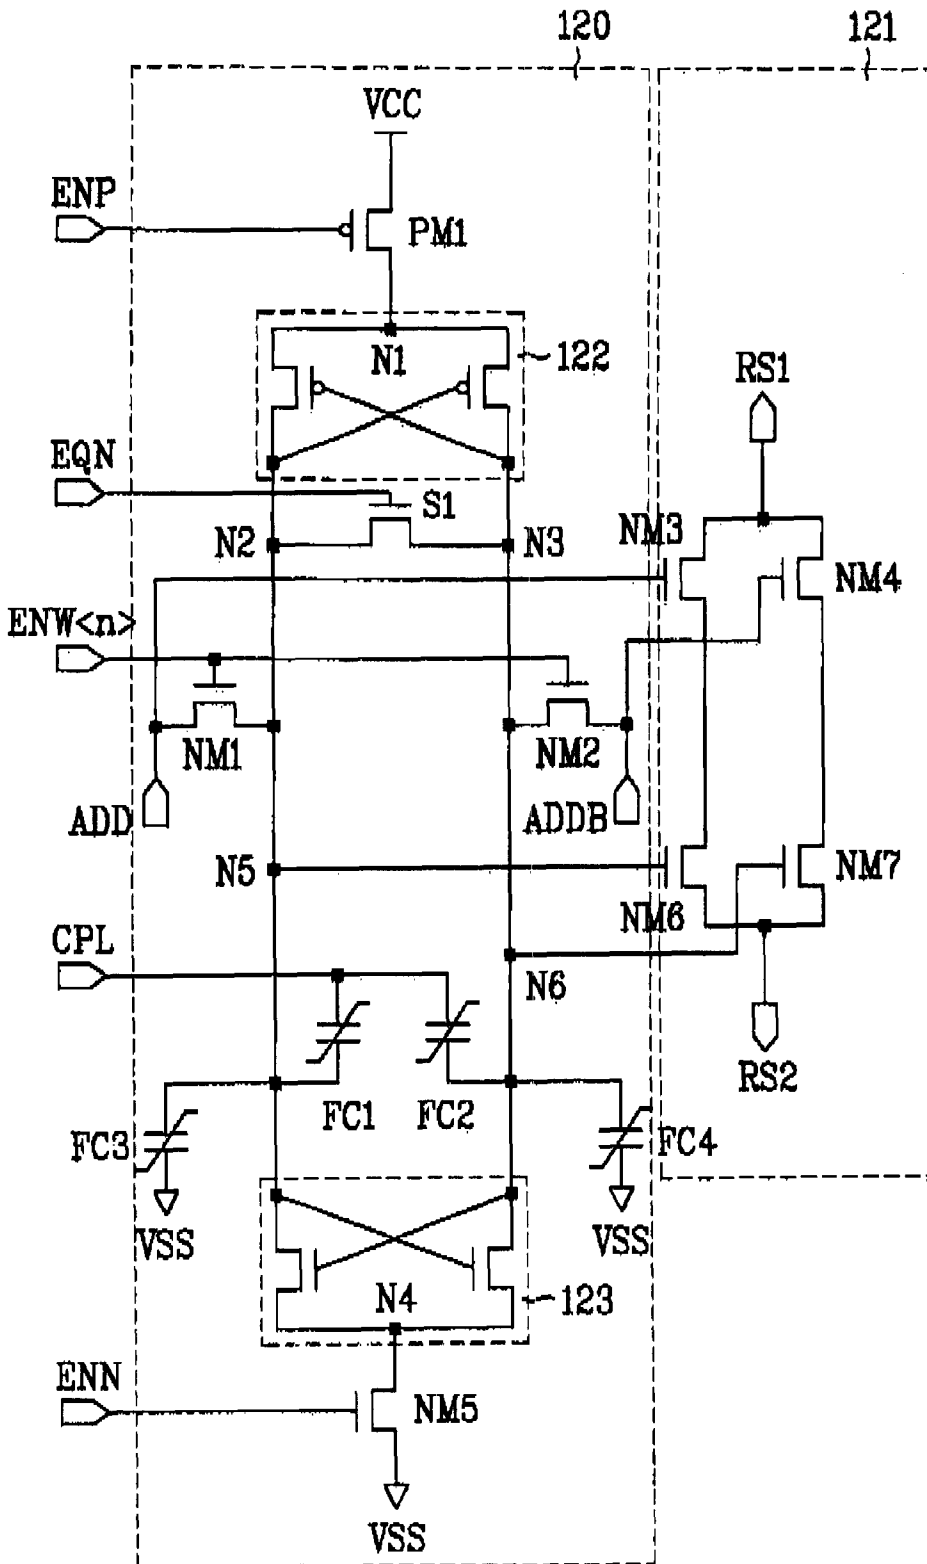 120
121
VCC
ENP
PM1
N1
122
RS1
EQN
S1
N2
N3
NM3
NM4
ENW<n>
NM1
NM2
ADD
ADDB
N5
NM7
NM6
CPL
N6
RS2
FC1
FC2
FC3
FC4
VSS
VSS
N4
123
ENN
NM5
VSS